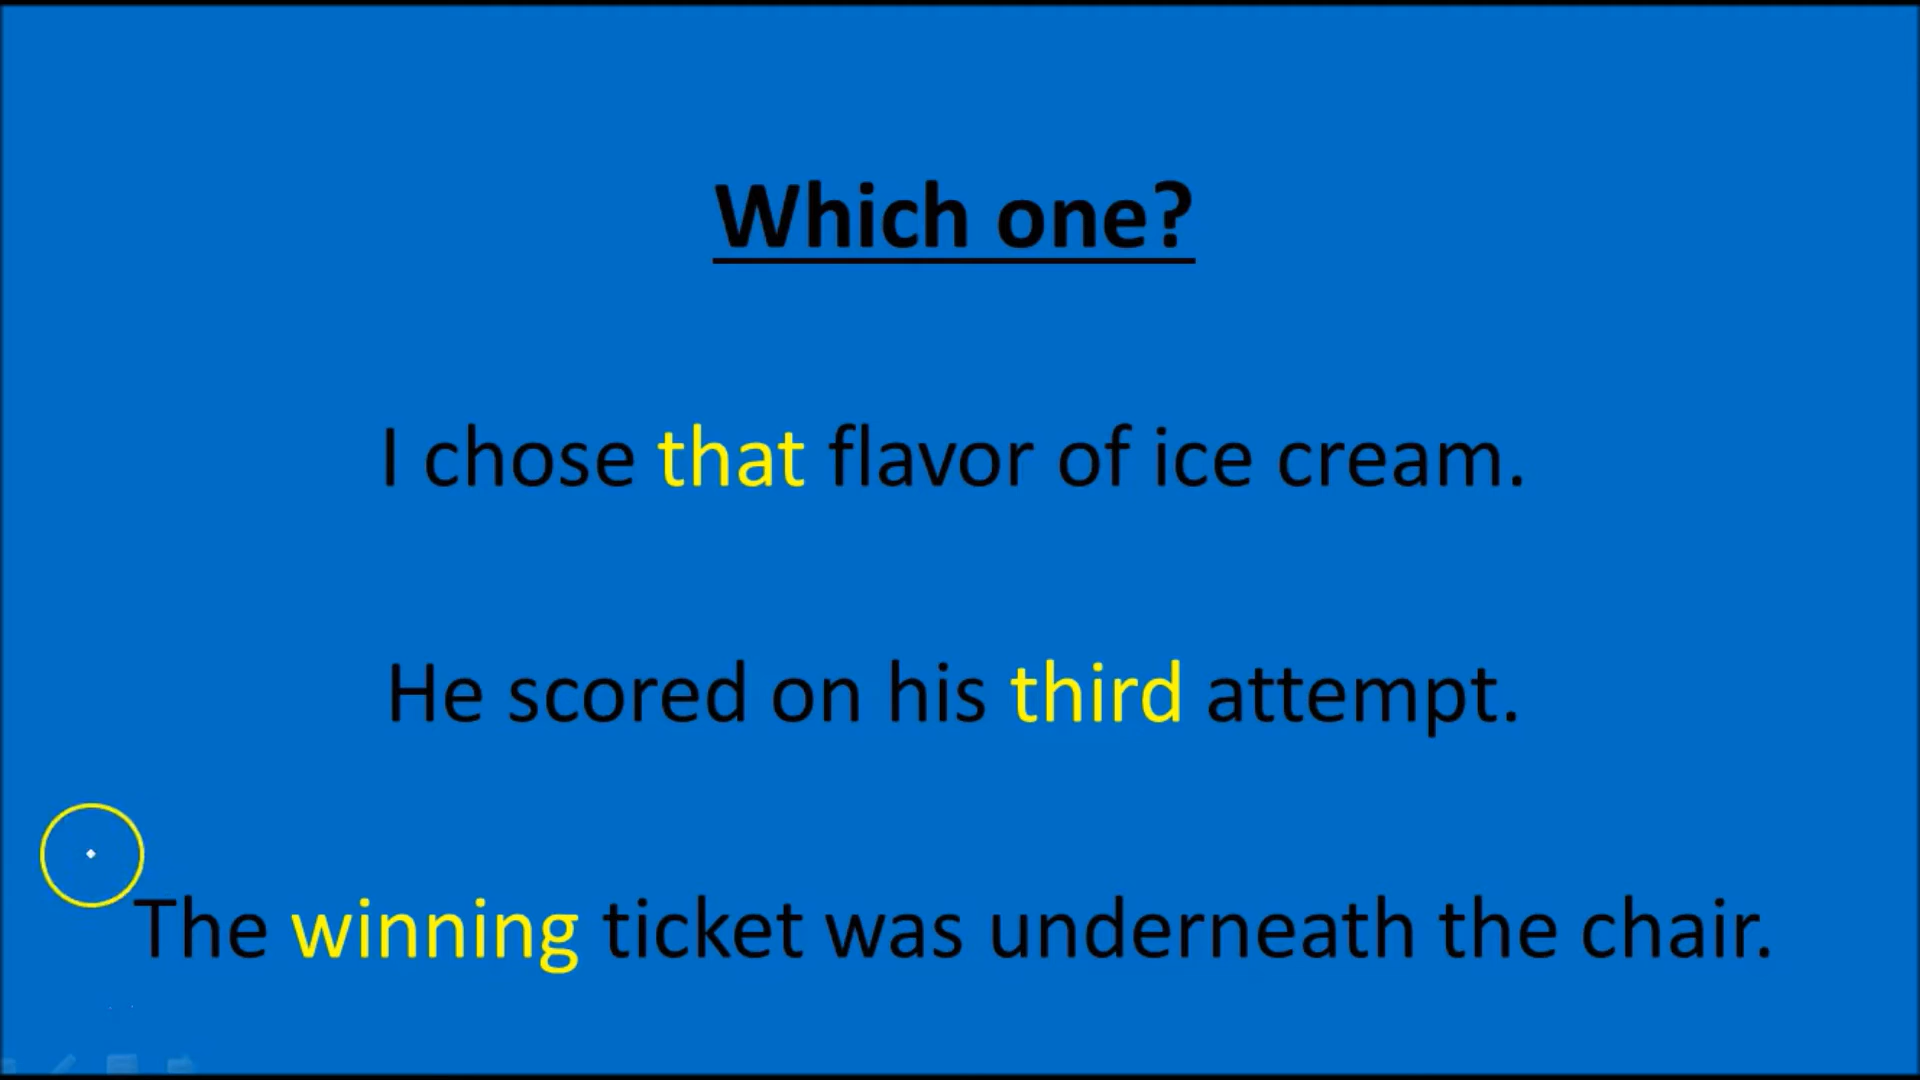 Which one?
I chose that flavor of ice cream.
He scored on his third attempt.
The winning ticket was underneath the chair.